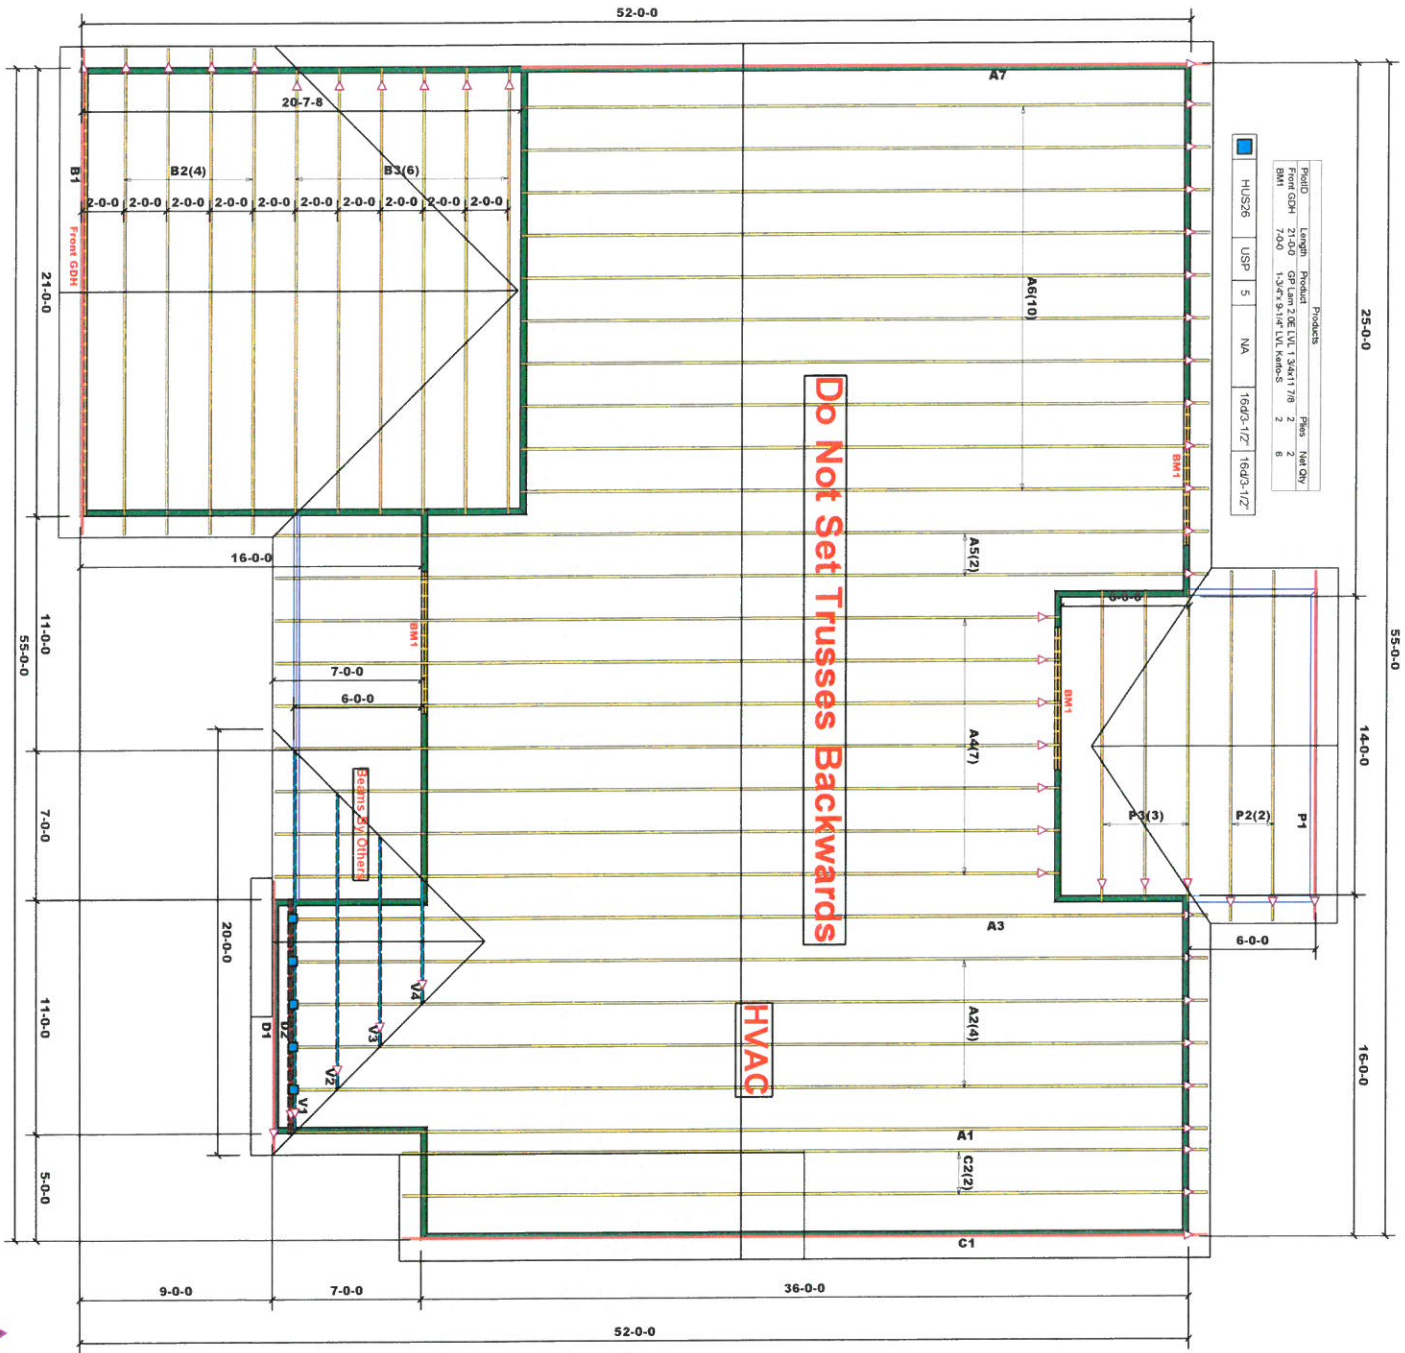 52-0-0
A7
20-7-8
B1
B2(4)
B3(6)
2-0-0 2-0-0 2-0-0 2-0-0 2-0-0 2-0-0 2-0-0 2-0-0 2-0-0 2-0-0
Front GDH
21-0-0
A6(10)
Products
PlotID Length Product Plies Net Qty
Front GDH 21-0-0 GP Lam 2.0E LVL 1 3/4x11 7/8 2 2
BM1 7-0-0 1-3/4"x 9-1/4" LVL Kerto-S 2 6
HUS26 USP 5 NA 16d/3-1/2" 16d/3-1/2"
25-0-0
BM1
Do Not Set Trusses Backwards
A5(2)
16-0-0
11-0-0
BM1
7-0-0
6-0-0
55-0-0
BM1
A4(7)
14-0-0
55-0-0
P3(3)
P2(2)
P1
Beams By Others
7-0-0
20-0-0
A3
6-0-0
V4
V3
V2
V1
D2
D1
A2(4)
HVAC
11-0-0
16-0-0
A1
C2(2)
5-0-0
C1
9-0-0
7-0-0
36-0-0
52-0-0